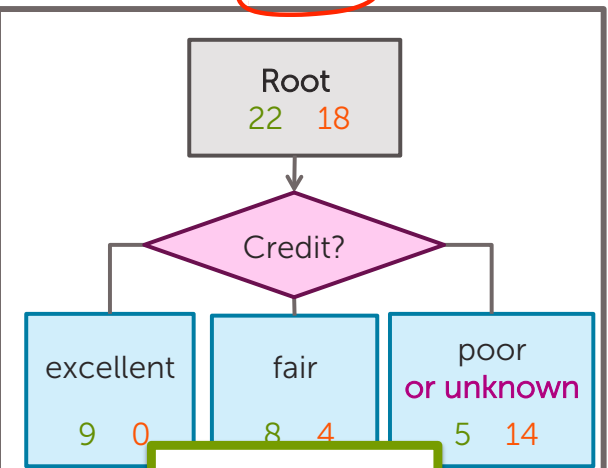 Root
22 18
Credit?
excellent
9 0
fair
8 4
poor
or unknown
5 14